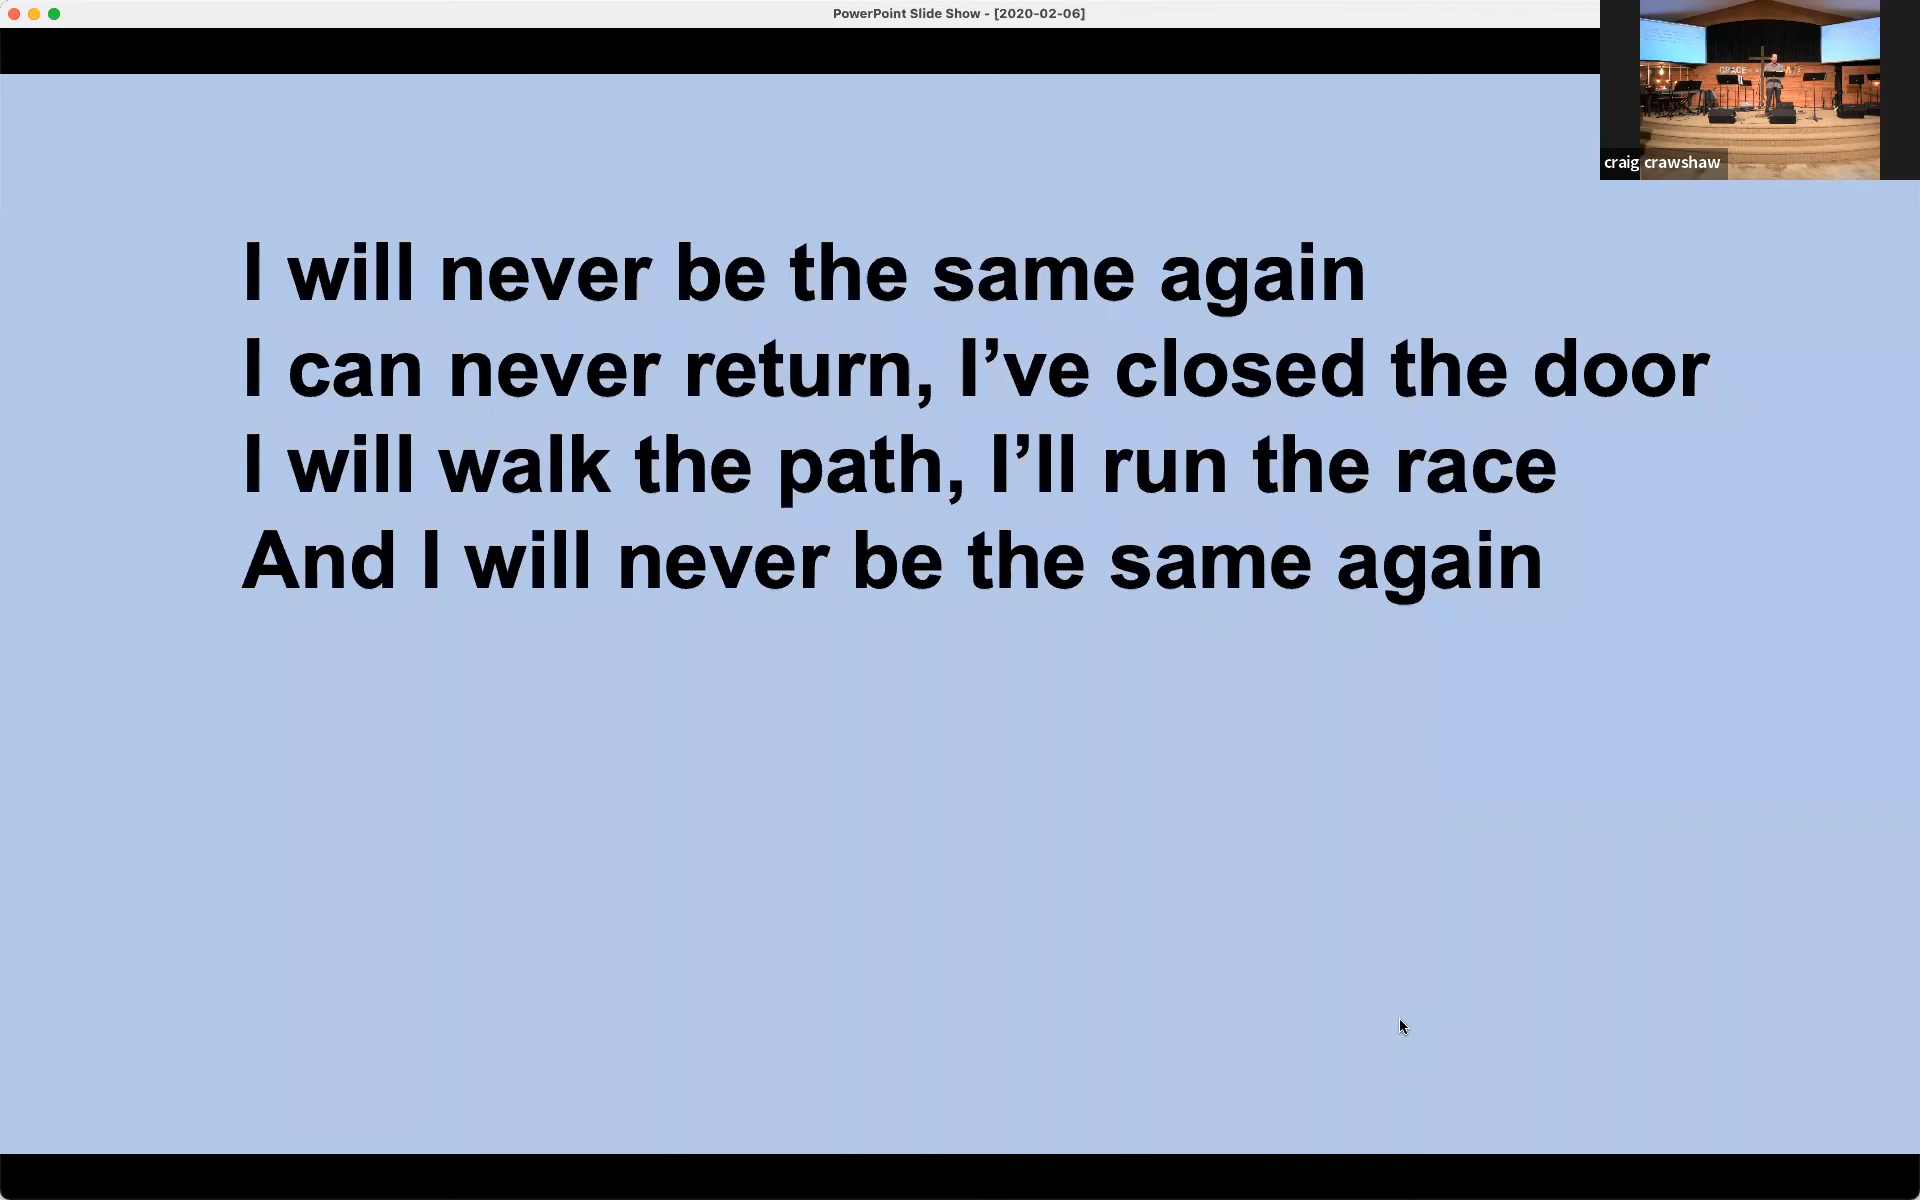 PowerPoint Slide Show - [2020-02-06]
craig crawshaw
I will never be the same again
I can never return, I’ve closed the door
I will walk the path, I’ll run the race
And I will never be the same again